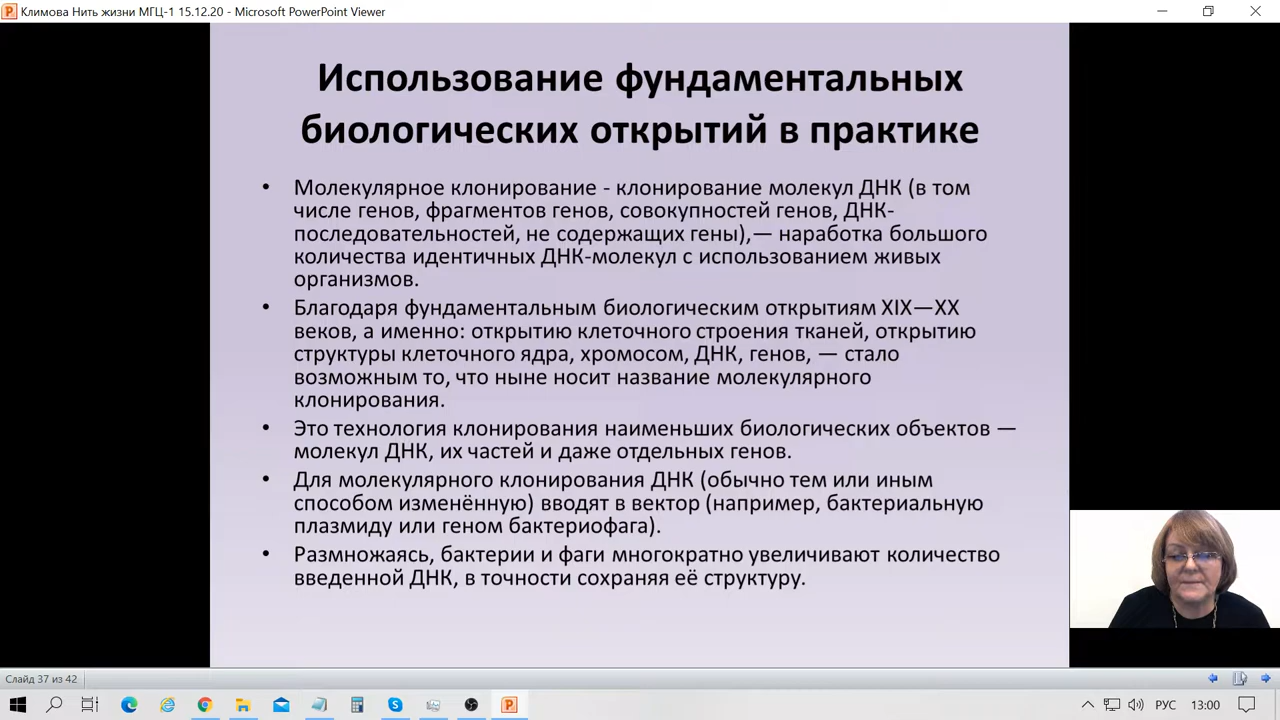 Климова Нить жизни МГЦ-1 15.12.20 - Microsoft PowerPoint Viewer
Использование фундаментальных
биологических открытий в практике
• Молекулярное клонирование - клонирование молекул ДНК (в том
числе генов, фрагментов генов, совокупностей генов, ДНК-
последовательностей, не содержащих гены),— наработка большого
количества идентичных ДНК-молекул с использованием живых
организмов.
• Благодаря фундаментальным биологическим открытиям XIX—XX
веков, а именно: открытию клеточного строения тканей, открытию
структуры клеточного ядра, хромосом, ДНК, генов, — стало
возможным то, что ныне носит название молекулярного
клонирования.
• Это технология клонирования наименьших биологических объектов —
молекул ДНК, их частей и даже отдельных генов.
• Для молекулярного клонирования ДНК (обычно тем или иным
способом изменённую) вводят в вектор (например, бактериальную
плазмиду или геном бактериофага).
• Размножаясь, бактерии и фаги многократно увеличивают количество
введенной ДНК, в точности сохраняя её структуру.
Слайд 37 из 42
РУС 13:00